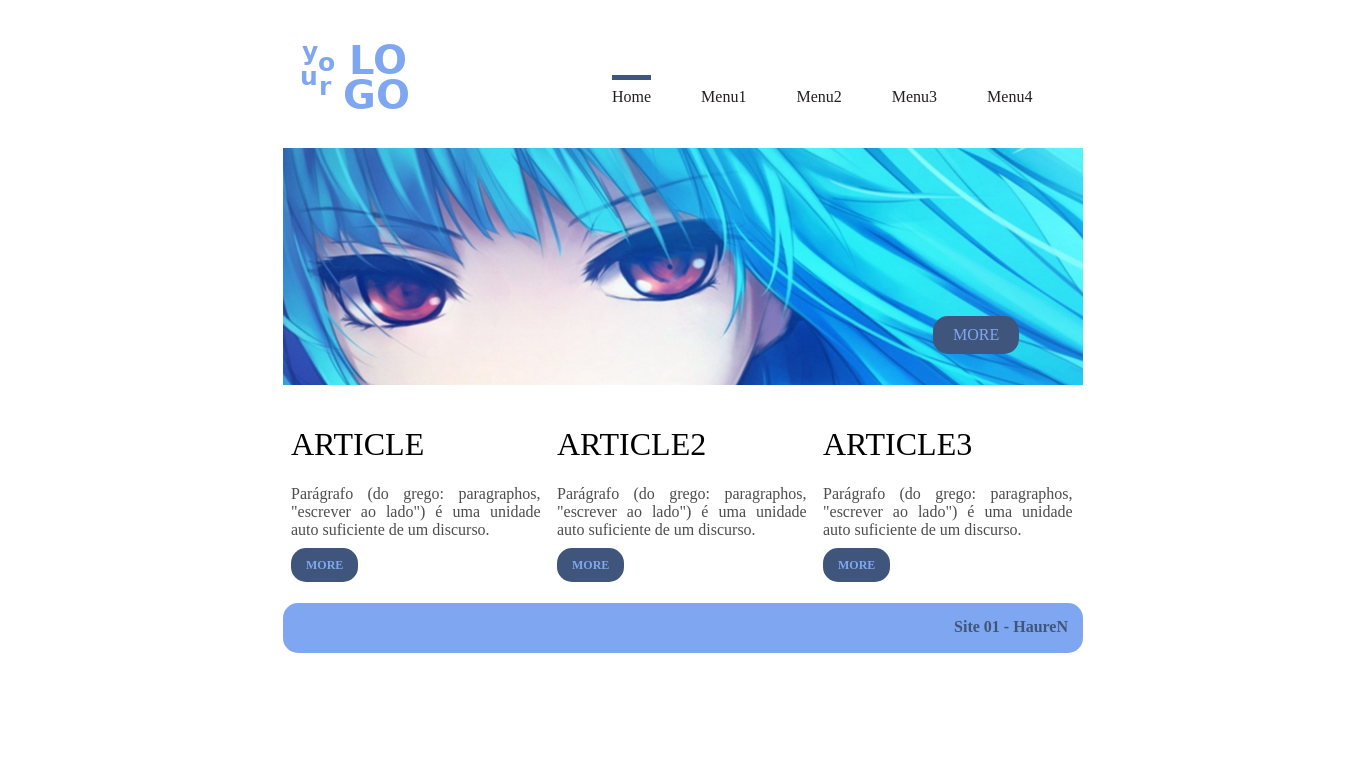 your LOGO
Home Menu1 Menu2 Menu3 Menu4
MORE
ARTICLE
Parágrafo (do grego: paragraphos,
"escrever ao lado") é uma unidade
auto suficiente de um discurso.
MORE
ARTICLE2
Parágrafo (do grego: paragraphos,
"escrever ao lado") é uma unidade
auto suficiente de um discurso.
MORE
ARTICLE3
Parágrafo (do grego: paragraphos,
"escrever ao lado") é uma unidade
auto suficiente de um discurso.
MORE
Site 01 - HaureN